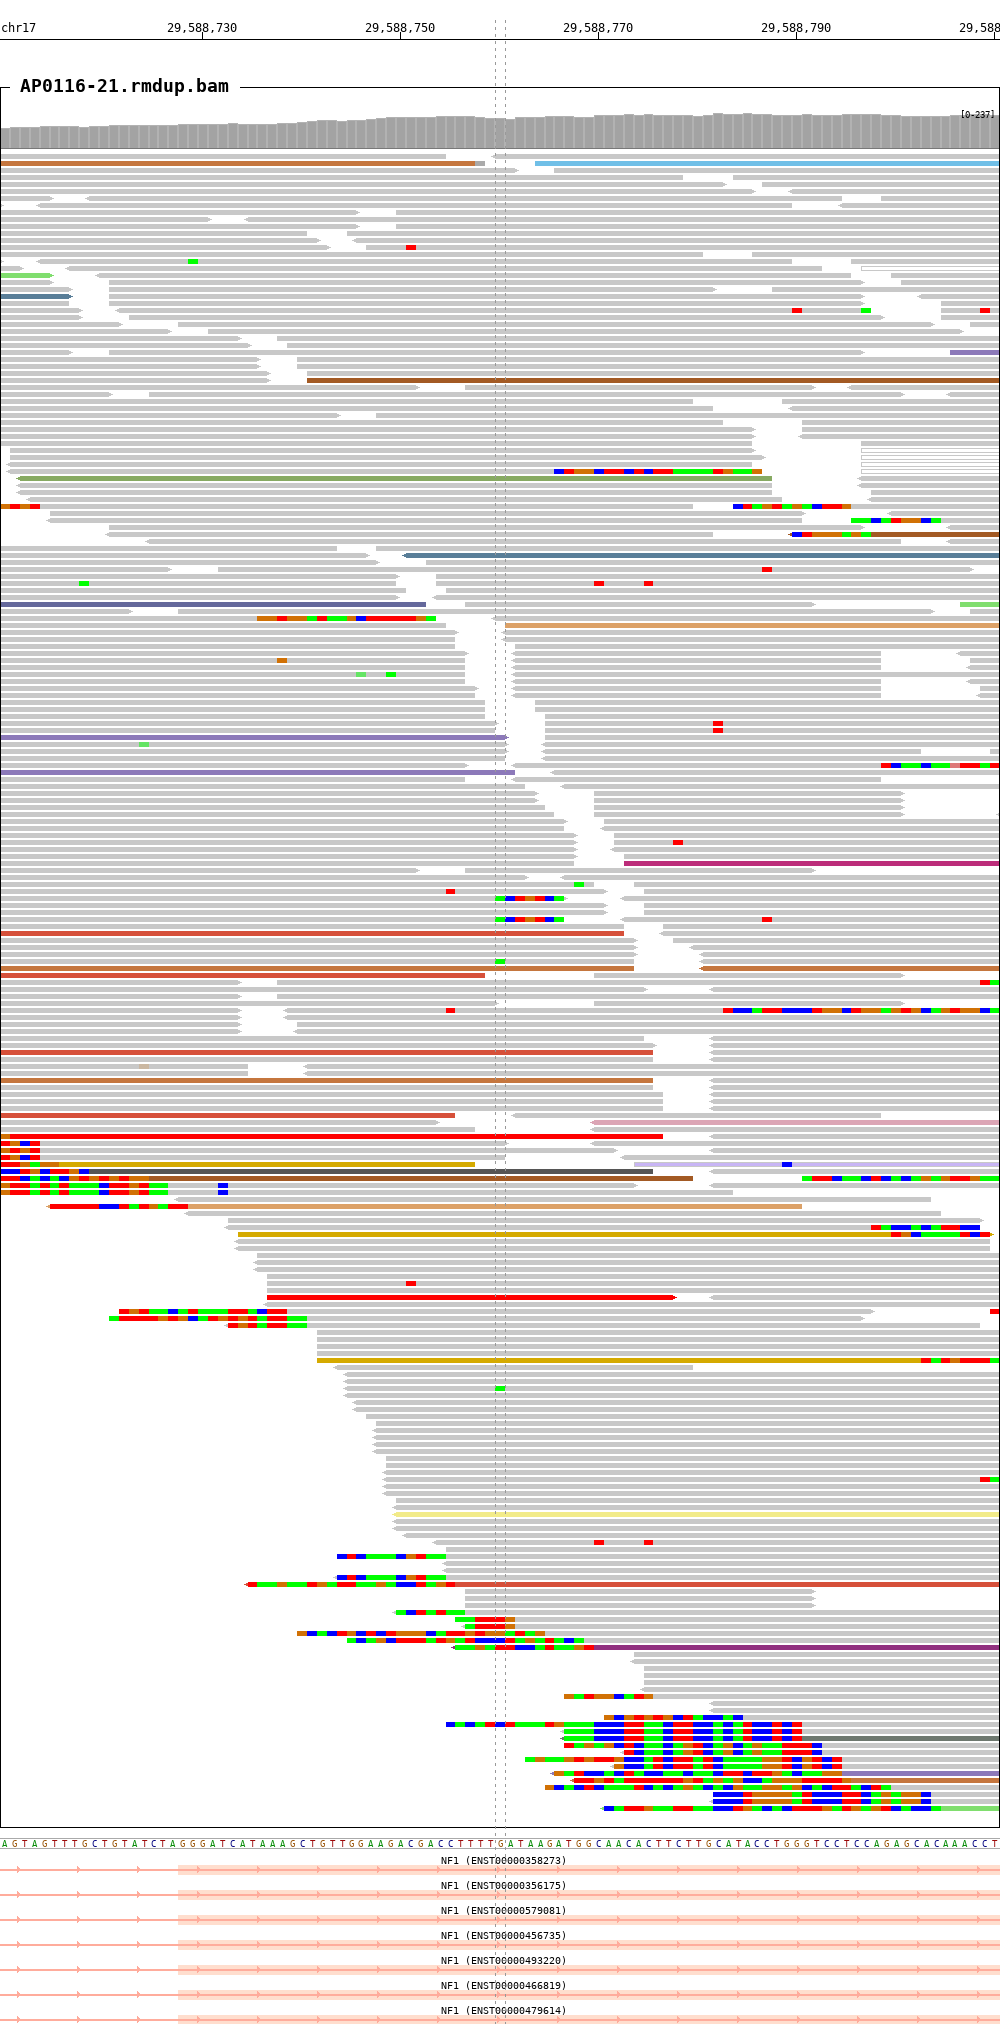 chr17 29,588,730 29,588,750 29,588,770 29,588,790 29,588
AP0116-21.rmdup.bam
[0-237]
AGTAGTTTGCTGTATCTAGGGATCATAAAGCTGTTGGAAGACGACCTTTTGATAAGATGGCAACACTTCTTGCATACCTGGGTCCTCCAGAGCACAAACCT
NF1 (ENST00000358273)
NF1 (ENST00000356175)
NF1 (ENST00000579081)
NF1 (ENST00000456735)
NF1 (ENST00000493220)
NF1 (ENST00000466819)
NF1 (ENST00000479614)